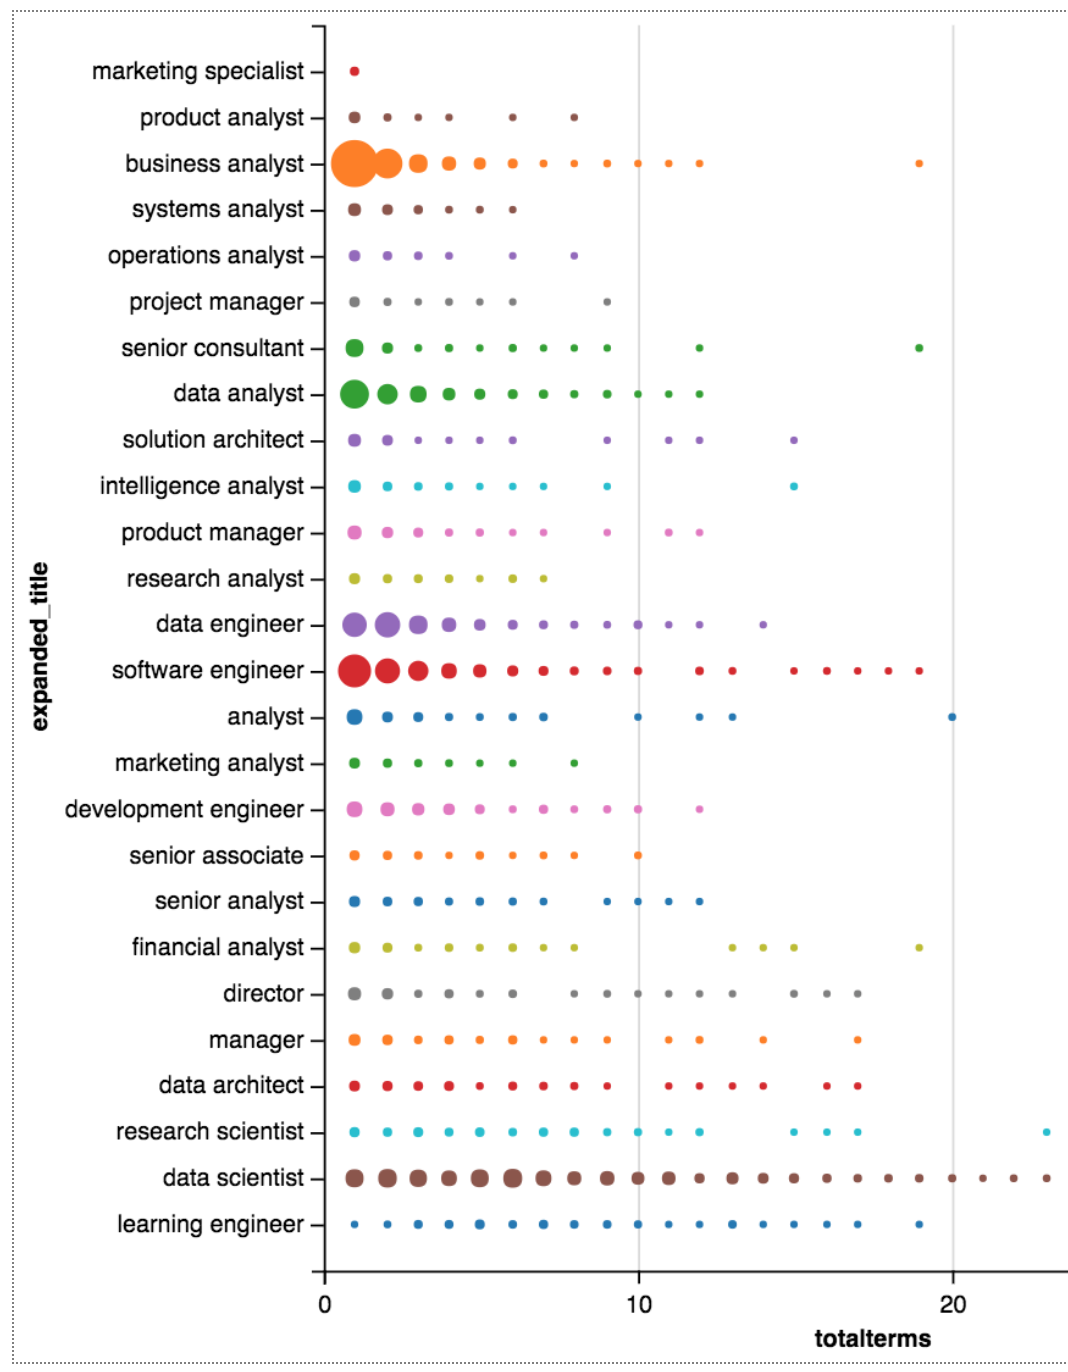 marketing specialist
product analyst
business analyst
systems analyst
operations analyst
project manager
senior consultant
data analyst
solution architect
intelligence analyst
product manager
research analyst
data engineer
software engineer
analyst
marketing analyst
development engineer
senior associate
senior analyst
financial analyst
director
manager
data architect
research scientist
data scientist
learning engineer
expanded_title
0 10 20
totalterms